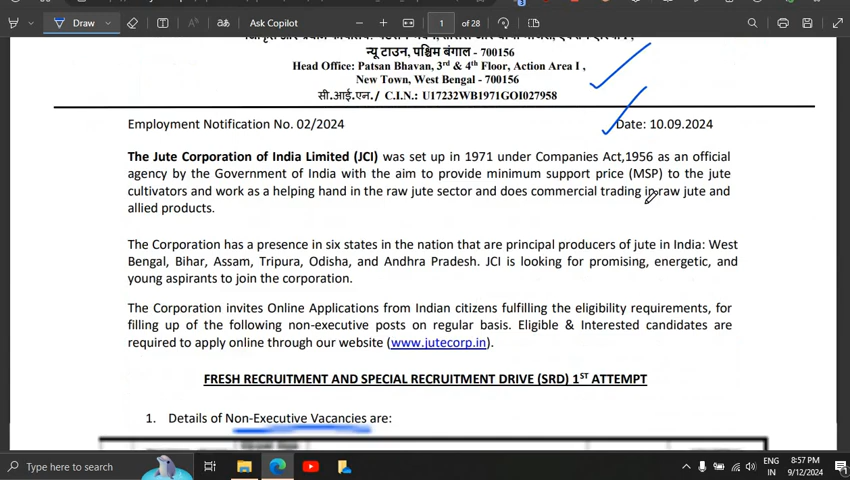 Draw
Ask Copilot
1 of 28
न्यू टाउन, पश्चिम बंगाल - 700156
Head Office: Patsan Bhavan, 3rd & 4th Floor, Action Area I ,
New Town, West Bengal - 700156
सी.आई.एन./ C.I.N.: U17232WB1971GOI027958
Employment Notification No. 02/2024 Date: 10.09.2024
The Jute Corporation of India Limited (JCI) was set up in 1971 under Companies Act,1956 as an official
agency by the Government of India with the aim to provide minimum support price (MSP) to the jute
cultivators and work as a helping hand in the raw jute sector and does commercial trading in raw jute and
allied products.
The Corporation has a presence in six states in the nation that are principal producers of jute in India: West
Bengal, Bihar, Assam, Tripura, Odisha, and Andhra Pradesh. JCI is looking for promising, energetic, and
young aspirants to join the corporation.
The Corporation invites Online Applications from Indian citizens fulfilling the eligibility requirements, for
filling up of the following non-executive posts on regular basis. Eligible & Interested candidates are
required to apply online through our website (www.jutecorp.in).
FRESH RECRUITMENT AND SPECIAL RECRUITMENT DRIVE (SRD) 1ST ATTEMPT
1. Details of Non-Executive Vacancies are:
Type here to search
ENG 8:57 PM
IN 9/12/2024